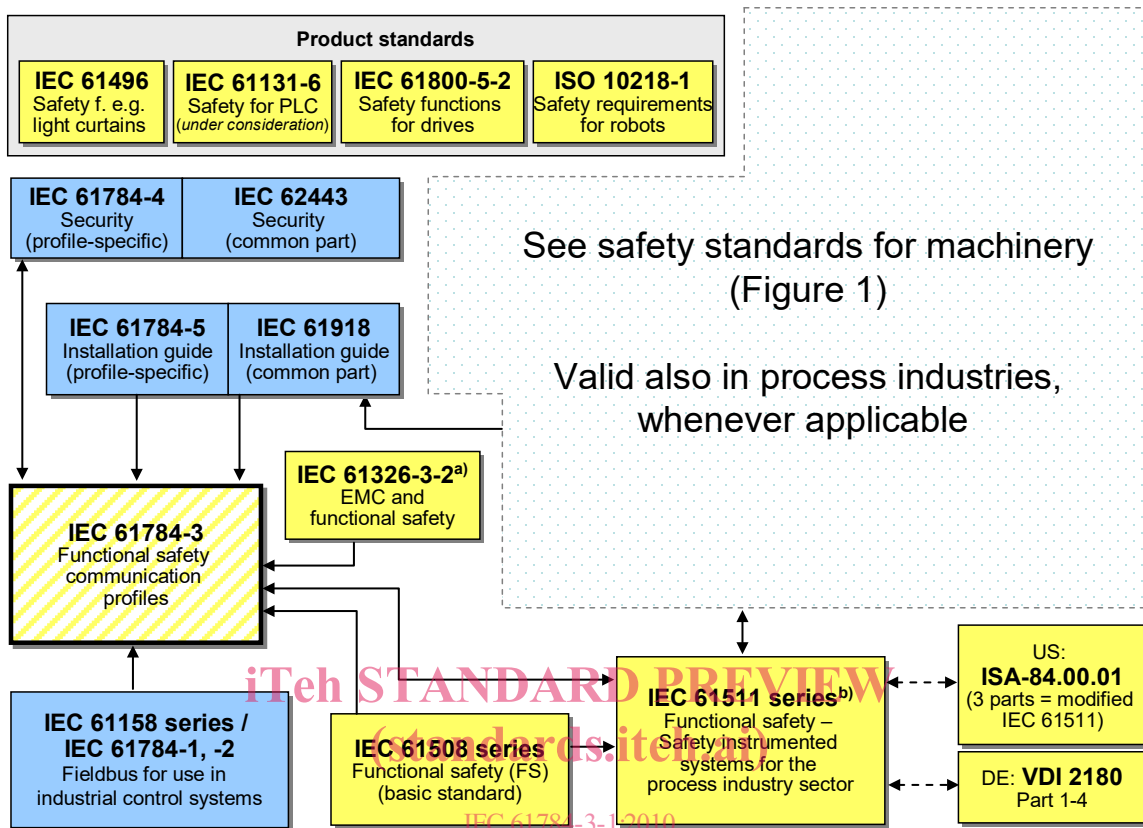 Product standards
IEC 61496
Safety f. e.g.
light curtains
IEC 61131-6
Safety for PLC
(under consideration)
IEC 61800-5-2
Safety functions
for drives
ISO 10218-1
Safety requirements
for robots
IEC 61784-4
Security
(profile-specific)
IEC 62443
Security
(common part)
See safety standards for machinery
(Figure 1)
Valid also in process industries,
whenever applicable
IEC 61784-5
Installation guide
(profile-specific)
IEC 61918
Installation guide
(common part)
IEC 61326-3-2a)
EMC and
functional safety
IEC 61784-3
Functional safety
communication
profiles
iTeh STANDARD PREVIEW
(standards.iteh.ai)
IEC 61158 series /
IEC 61784-1, -2
Fieldbus for use in
industrial control systems
IEC 61508 series
Functional safety (FS)
(basic standard)
IEC 61511 series b)
Functional safety –
Safety instrumented
systems for the
process industry sector
US:
ISA-84.00.01
(3 parts = modified
IEC 61511)
DE: VDI 2180
Part 1-4
IEC 61784-3-1:2010